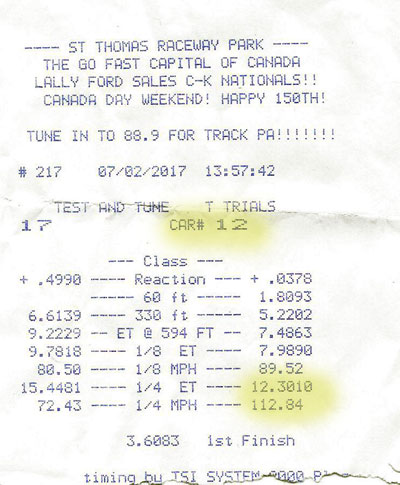 ---- ST THOMAS RACEWAY PARK ----
THE GO FAST CAPITAL OF CANADA
LALLY FORD SALES C-K NATIONALS!!
CANADA DAY WEEKEND! HAPPY 150TH!
TUNE IN TO 88.9 FOR TRACK PA!!!!!!!
# 217 07/02/2017 13:57:42
TEST AND TUNE T TRIALS
17 CAR# 12
--- Class ---
+ .4990 ---- Reaction --- + .0378
----- 60 ft ----- 1.8093
6.6139 ---- 330 ft ----- 5.2202
9.2229 -- ET @ 594 FT -- 7.4863
9.7818 ---- 1/8 ET ---- 7.9890
80.50 ---- 1/8 MPH ---- 89.52
15.4481 ---- 1/4 ET ---- 12.3010
72.43 ---- 1/4 MPH ---- 112.84
3.6083 1st Finish
timing by TSI SYSTEM